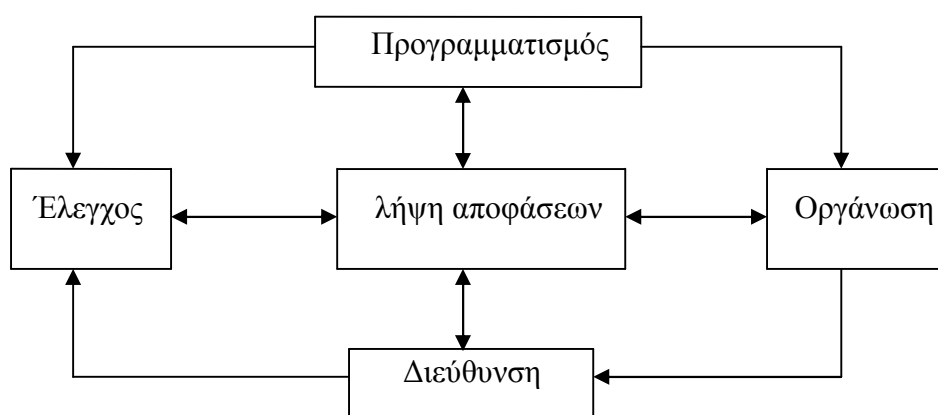 Προγραμματισμός
Έλεγχος
λήψη αποφάσεων
Οργάνωση
Διεύθυνση